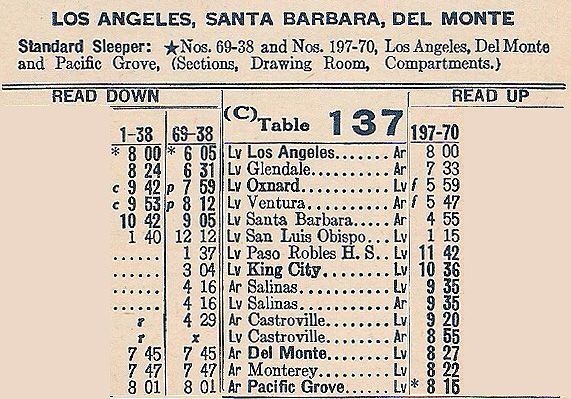 LOS ANGELES, SANTA BARBARA, DEL MONTE
Standard Sleeper: ★Nos. 69-38 and Nos. 197-70, Los Angeles, Del Monte
and Pacific Grove, (Sections, Drawing Room, Compartments.)
READ DOWN READ UP
(C) Table 137
1-38 69-38 197-70
* 8 00 * 6 05 Lv Los Angeles....... Ar 8 00
8 24 6 31 Lv Glendale.......... Ar 7 33
c 9 42 p 7 59 Lv Oxnard.......... Lv f 5 59
c 9 53 p 8 12 Lv Ventura.......... Ar f 5 47
10 42 9 05 Lv Santa Barbara.... Ar 4 55
1 40 12 12 Lv San Luis Obispo... Lv 1 15
...... 1 37 Lv Paso Robles H. S.. Lv 11 42
...... 3 04 Lv King City......... Lv 10 36
...... 4 16 Ar Salinas........... Lv 9 35
...... 4 16 Lv Salinas........... Ar 9 35
r 4 29 Ar Castroville........ Lv 9 20
r x Lv Castroville........ Ar 8 55
7 45 7 45 Ar Del Monte........ Lv 8 27
7 47 7 47 Ar Monterey......... Lv 8 22
8 01 8 01 Ar Pacific Grove..... Lv * 8 15